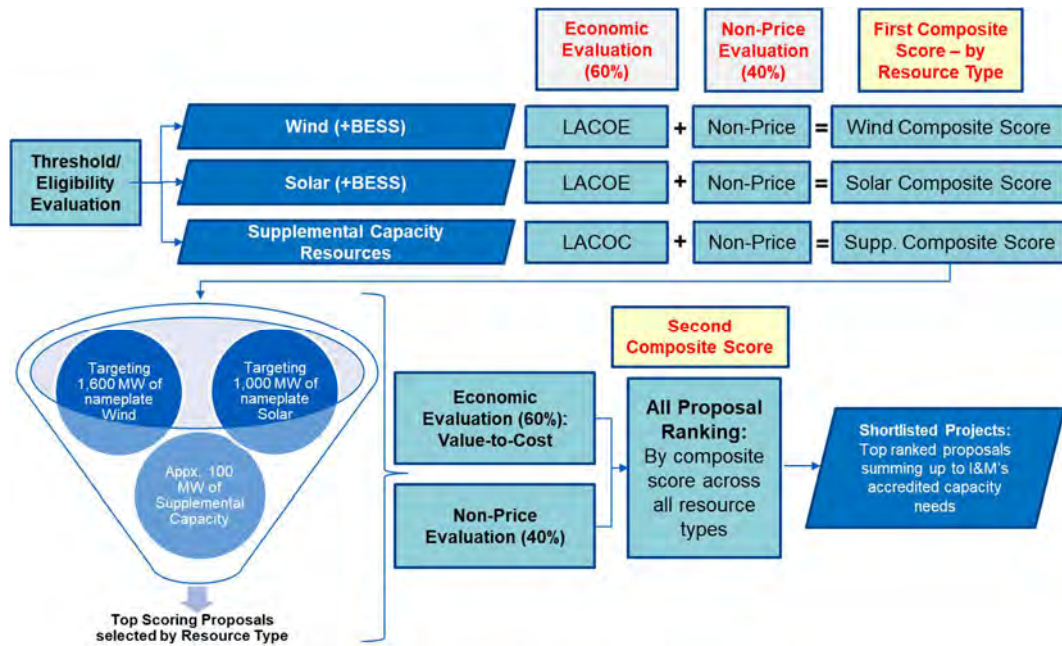 Economic
Evaluation
(60%)
Non-Price
Evaluation
(40%)
First Composite
Score – by
Resource Type
Threshold/
Eligibility
Evaluation
Wind (+BESS)
LACOE
+
Non-Price
=
Wind Composite Score
Solar (+BESS)
LACOE
+
Non-Price
=
Solar Composite Score
Supplemental Capacity
Resources
LACOC
+
Non-Price
=
Supp. Composite Score
Targeting
1,600 MW of
nameplate
Wind
Targeting
1,000 MW of
nameplate
Solar
Appx. 100
MW of
Supplemental
Capacity
Top Scoring Proposals
selected by Resource Type
Economic
Evaluation (60%):
Value-to-Cost
Non-Price
Evaluation (40%)
Second
Composite Score
All Proposal
Ranking:
By composite
score across
all resource
types
Shortlisted Projects:
Top ranked proposals
summing up to I&M's
accredited capacity
needs